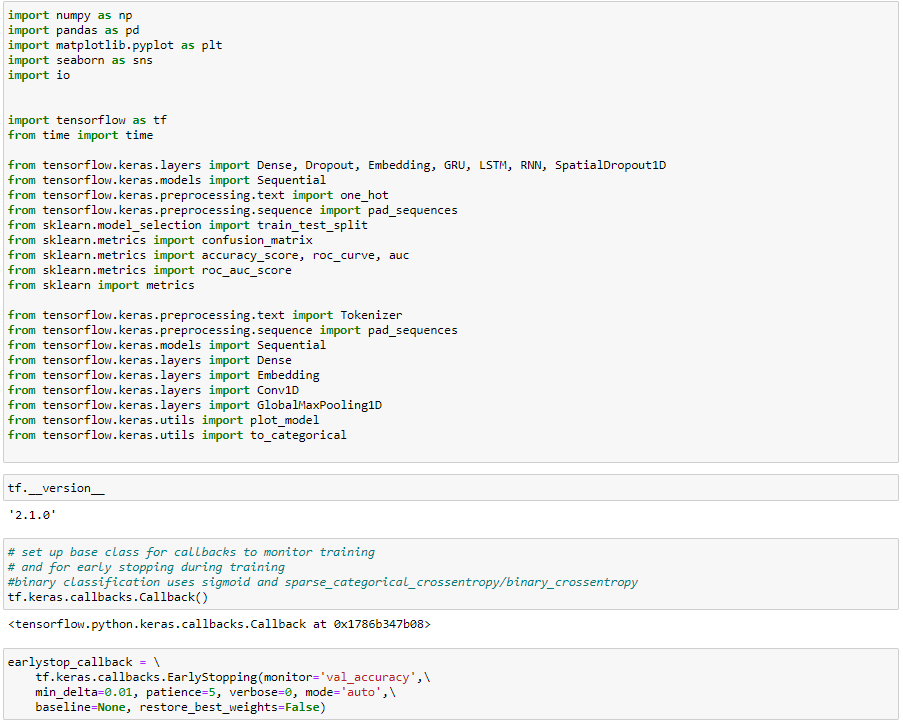 import numpy as np
import pandas as pd
import matplotlib.pyplot as plt
import seaborn as sns
import io
import tensorflow as tf
from time import time
from tensorflow.keras.layers import Dense, Dropout, Embedding, GRU, LSTM, RNN, SpatialDropout1D
from tensorflow.keras.models import Sequential
from tensorflow.keras.preprocessing.text import one_hot
from tensorflow.keras.preprocessing.sequence import pad_sequences
from sklearn.model_selection import train_test_split
from sklearn.metrics import confusion_matrix
from sklearn.metrics import accuracy_score, roc_curve, auc
from sklearn.metrics import roc_auc_score
from sklearn import metrics
from tensorflow.keras.preprocessing.text import Tokenizer
from tensorflow.keras.preprocessing.sequence import pad_sequences
from tensorflow.keras.models import Sequential
from tensorflow.keras.layers import Dense
from tensorflow.keras.layers import Embedding
from tensorflow.keras.layers import Conv1D
from tensorflow.keras.layers import GlobalMaxPooling1D
from tensorflow.keras.utils import plot_model
from tensorflow.keras.utils import to_categorical
tf.__version__
'2.1.0'
# set up base class for callbacks to monitor training
# and for early stopping during training
#binary classification uses sigmoid and sparse_categorical_crossentropy/binary_crossentropy
tf.keras.callbacks.Callback()
<tensorflow.python.keras.callbacks.Callback at 0x1786b347b08>
earlystop_callback = \
    tf.keras.callbacks.EarlyStopping(monitor='val_accuracy',\
    min_delta=0.01, patience=5, verbose=0, mode='auto',\
    baseline=None, restore_best_weights=False)